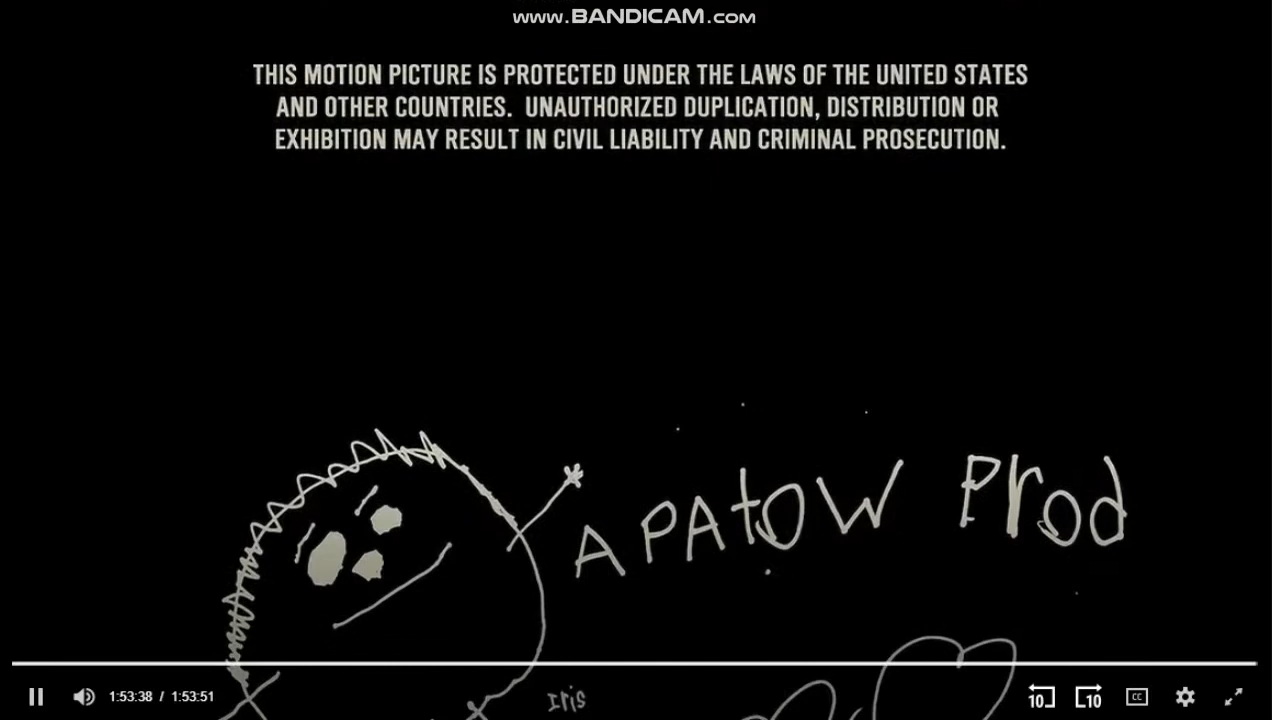 www.BANDICAM.com
THIS MOTION PICTURE IS PROTECTED UNDER THE LAWS OF THE UNITED STATES
AND OTHER COUNTRIES. UNAUTHORIZED DUPLICATION, DISTRIBUTION OR
EXHIBITION MAY RESULT IN CIVIL LIABILITY AND CRIMINAL PROSECUTION.
APAtOW Prod
Iris
1:53:38 / 1:53:51
10 10 CC